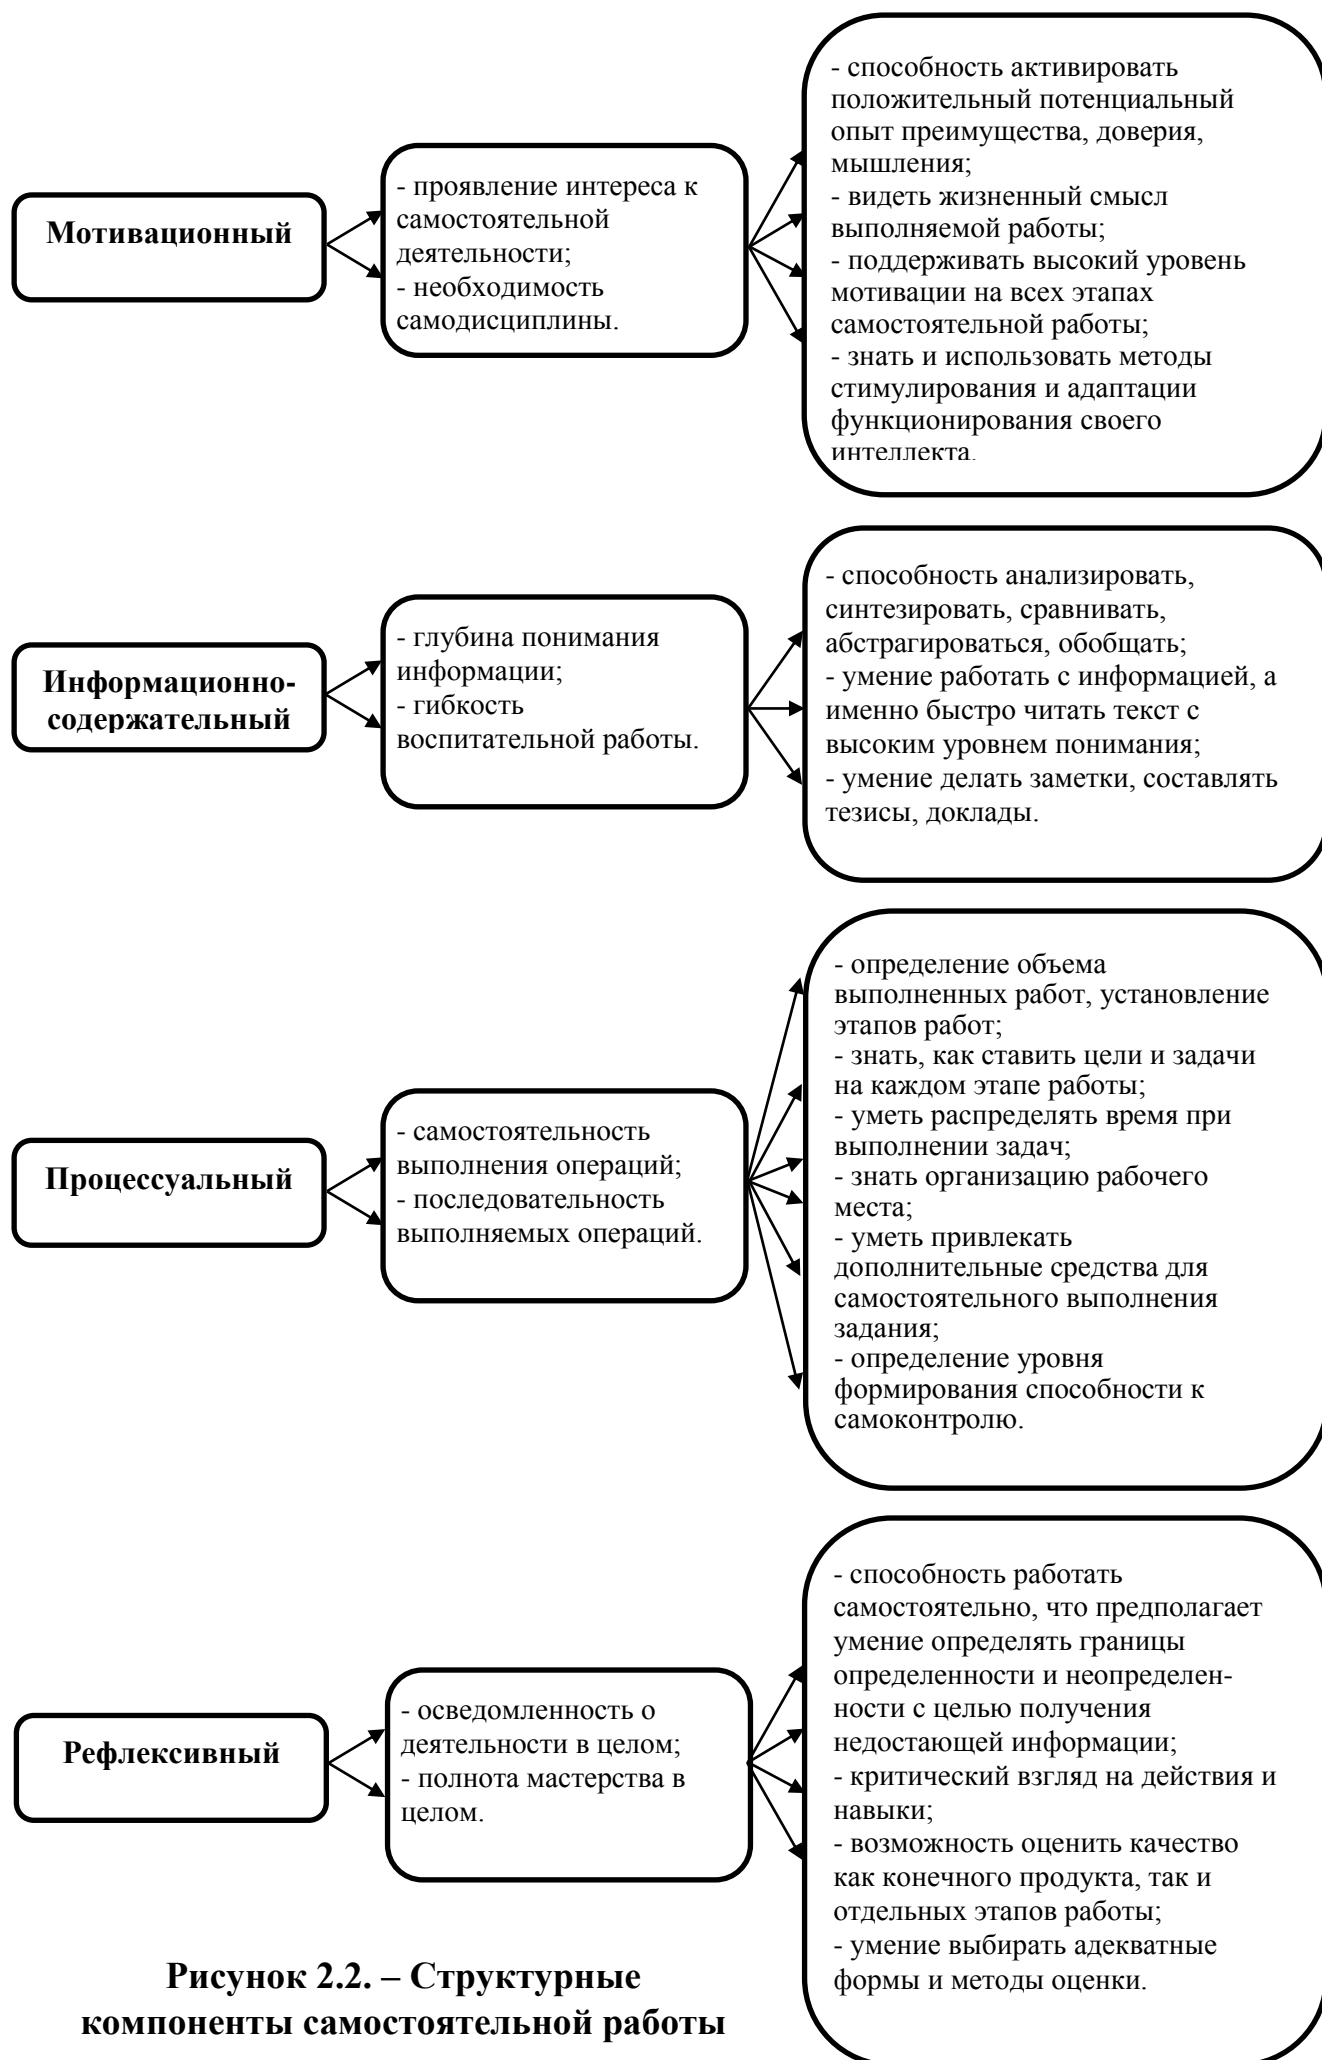 Мотивационный
- проявление интереса к
самостоятельной
деятельности;
- необходимость
самодисциплины.
- способность активировать
положительный потенциальный
опыт преимущества, доверия,
мышления;
- видеть жизненный смысл
выполняемой работы;
- поддерживать высокий уровень
мотивации на всех этапах
самостоятельной работы;
- знать и использовать методы
стимулирования и адаптации
функционирования своего
интеллекта.
Информационно-
содержательный
- глубина понимания
информации;
- гибкость
воспитательной работы.
- способность анализировать,
синтезировать, сравнивать,
абстрагироваться, обобщать;
- умение работать с информацией, а
именно быстро читать текст с
высоким уровнем понимания;
- умение делать заметки, составлять
тезисы, доклады.
Процессуальный
- самостоятельность
выполнения операций;
- последовательность
выполняемых операций.
- определение объема
выполненных работ, установление
этапов работ;
- знать, как ставить цели и задачи
на каждом этапе работы;
- уметь распределять время при
выполнении задач;
- знать организацию рабочего
места;
- уметь привлекать
дополнительные средства для
самостоятельного выполнения
задания;
- определение уровня
формирования способности к
самоконтролю.
Рефлексивный
- осведомленность о
деятельности в целом;
- полнота мастерства в
целом.
- способность работать
самостоятельно, что предполагает
умение определять границы
определенности и неопределен-
ности с целью получения
недостающей информации;
- критический взгляд на действия и
навыки;
- возможность оценить качество
как конечного продукта, так и
отдельных этапов работы;
- умение выбирать адекватные
формы и методы оценки.
Рисунок 2.2. – Структурные
компоненты самостоятельной работы